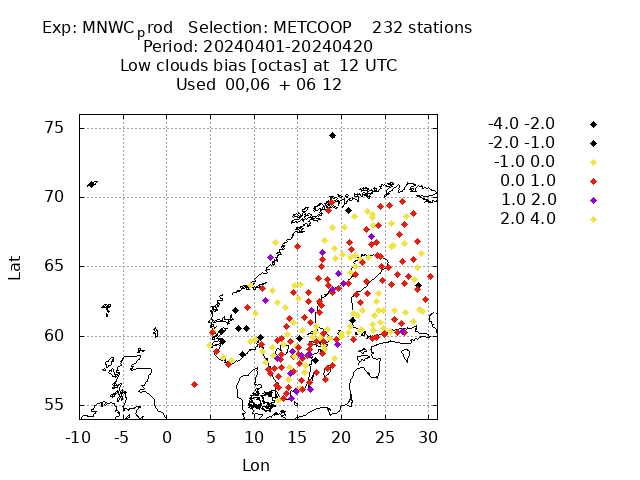 Exp: MNWCprod   Selection: METCOOP    232 stations
Period: 20240401-20240420
Low clouds bias [octas] at  12 UTC
Used  00,06  + 06 12
75
70
65
60
55
-10 -5 0 5 10 15 20 25 30
Lat
Lon
-4.0 -2.0
-2.0 -1.0
-1.0 0.0
0.0 1.0
1.0 2.0
2.0 4.0